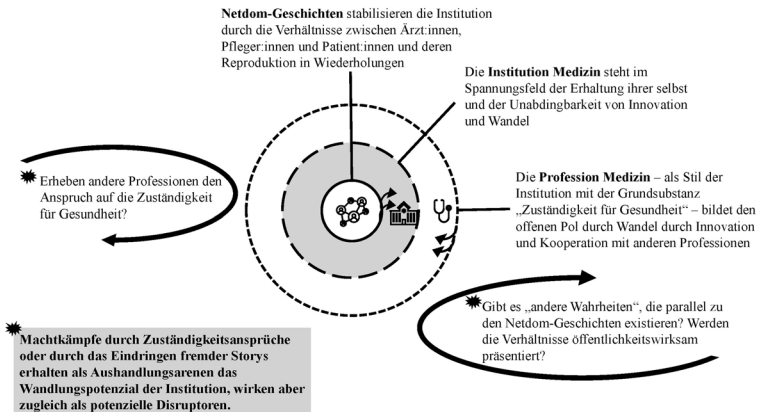 Netdom-Geschichten stabilisieren die Institution
durch die Verhältnisse zwischen Ärzt:innen,
Pfleger:innen und Patient:innen und deren
Reproduktion in Wiederholungen
Die Institution Medizin steht im
Spannungsfeld der Erhaltung ihrer selbst
und der Unabdingbarkeit von Innovation
und Wandel
Erheben andere Professionen den
Anspruch auf die Zuständigkeit
für Gesundheit?
Die Profession Medizin – als Stil der
Institution mit der Grundsubstanz
„Zuständigkeit für Gesundheit“ – bildet den
offenen Pol durch Wandel durch Innovation
und Kooperation mit anderen Professionen
Gibt es „andere Wahrheiten“, die parallel zu
den Netdom-Geschichten existieren? Werden
die Verhältnisse öffentlichkeitswirksam
präsentiert?
Machtkämpfe durch Zuständigkeitsansprüche
oder durch das Eindringen fremder Storys
erhalten als Aushandlungsarenen das
Wandlungspotenzial der Institution, wirken aber
zugleich als potenzielle Disruptoren.